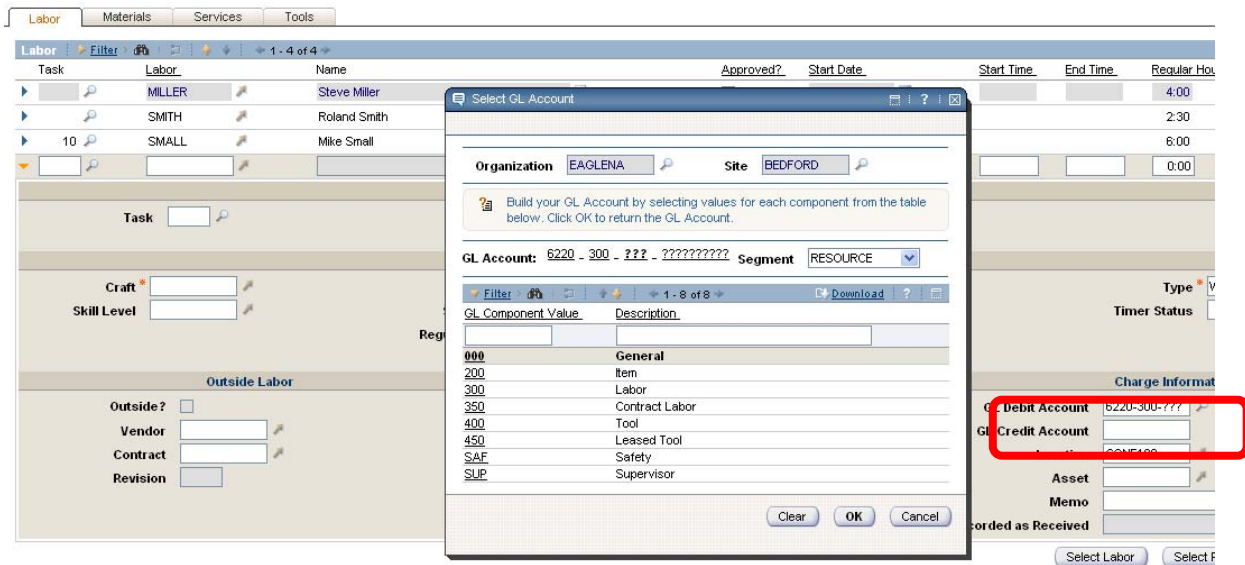 Labor Materials Services Tools
Labor Filter 1 - 4 of 4
Task Labor Name Approved? Start Date Start Time End Time Regular Hou
MILLER Steve Miller 4:00
SMITH Roland Smith 2:30
10 SMALL Mike Small 6:00
0:00
Select GL Account ?
Organization EAGLENA Site BEDFORD
Build your GL Account by selecting values for each component from the table
below. Click OK to return the GL Account.
GL Account: 6220 - 300 - ??? - ?????????? Segment RESOURCE
Filter 1 - 8 of 8 Download ?
GL Component Value Description
000 General
200 Item
300 Labor
350 Contract Labor
400 Tool
450 Leased Tool
SAF Safety
SUP Supervisor
Clear OK Cancel
Task
Craft *
Skill Level
Regu
Type *
Timer Status
Outside Labor
Outside?
Vendor
Contract
Revision
Charge Informat
GL Debit Account 6220-300-???
GL Credit Account
Asset
Memo
corded as Received
Select Labor Select